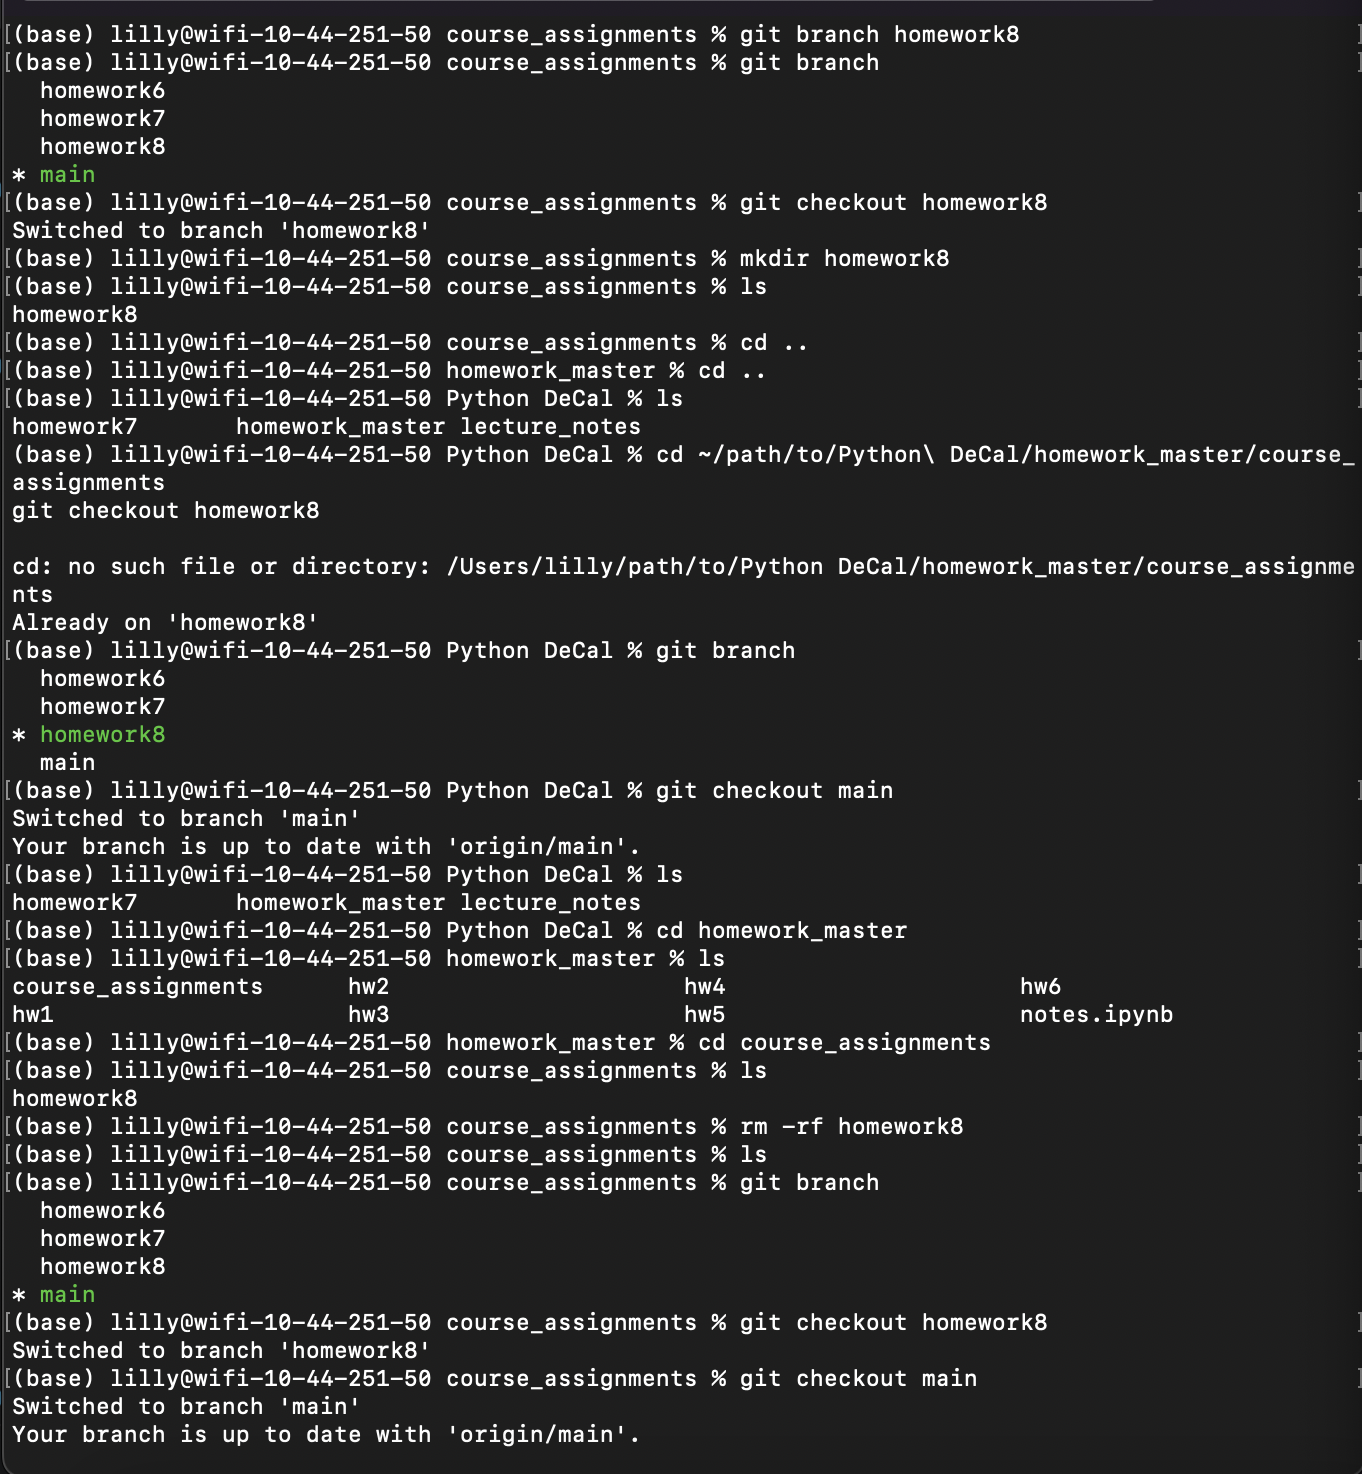 [(base) lilly@wifi-10-44-251-50 course_assignments % git branch homework8 ]
[(base) lilly@wifi-10-44-251-50 course_assignments % git branch ]
  homework6
  homework7
  homework8
* main
[(base) lilly@wifi-10-44-251-50 course_assignments % git checkout homework8 ]
Switched to branch 'homework8'
[(base) lilly@wifi-10-44-251-50 course_assignments % mkdir homework8 ]
[(base) lilly@wifi-10-44-251-50 course_assignments % ls ]
homework8
[(base) lilly@wifi-10-44-251-50 course_assignments % cd .. ]
[(base) lilly@wifi-10-44-251-50 homework_master % cd .. ]
[(base) lilly@wifi-10-44-251-50 Python DeCal % ls ]
homework7       homework_master lecture_notes
(base) lilly@wifi-10-44-251-50 Python DeCal % cd ~/path/to/Python\ DeCal/homework_master/course_
assignments
git checkout homework8
cd: no such file or directory: /Users/lilly/path/to/Python DeCal/homework_master/course_assignme
nts
Already on 'homework8'
[(base) lilly@wifi-10-44-251-50 Python DeCal % git branch ]
  homework6
  homework7
* homework8
  main
[(base) lilly@wifi-10-44-251-50 Python DeCal % git checkout main ]
Switched to branch 'main'
Your branch is up to date with 'origin/main'.
[(base) lilly@wifi-10-44-251-50 Python DeCal % ls ]
homework7       homework_master lecture_notes
[(base) lilly@wifi-10-44-251-50 Python DeCal % cd homework_master ]
[(base) lilly@wifi-10-44-251-50 homework_master % ls ]
course_assignments      hw2                     hw4                     hw6
hw1                     hw3                     hw5                     notes.ipynb
[(base) lilly@wifi-10-44-251-50 homework_master % cd course_assignments ]
[(base) lilly@wifi-10-44-251-50 course_assignments % ls ]
homework8
[(base) lilly@wifi-10-44-251-50 course_assignments % rm -rf homework8 ]
[(base) lilly@wifi-10-44-251-50 course_assignments % ls ]
[(base) lilly@wifi-10-44-251-50 course_assignments % git branch ]
  homework6
  homework7
  homework8
* main
[(base) lilly@wifi-10-44-251-50 course_assignments % git checkout homework8 ]
Switched to branch 'homework8'
[(base) lilly@wifi-10-44-251-50 course_assignments % git checkout main ]
Switched to branch 'main'
Your branch is up to date with 'origin/main'.